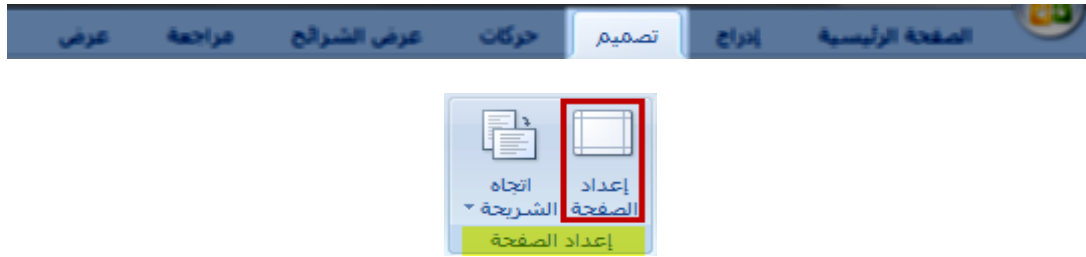 الصفحة الرئيسية إدراج تصميم حركات عرض الشرائح مراجعة عرض
إعداد اتجاه
الصفحة الشريحة
إعداد الصفحة